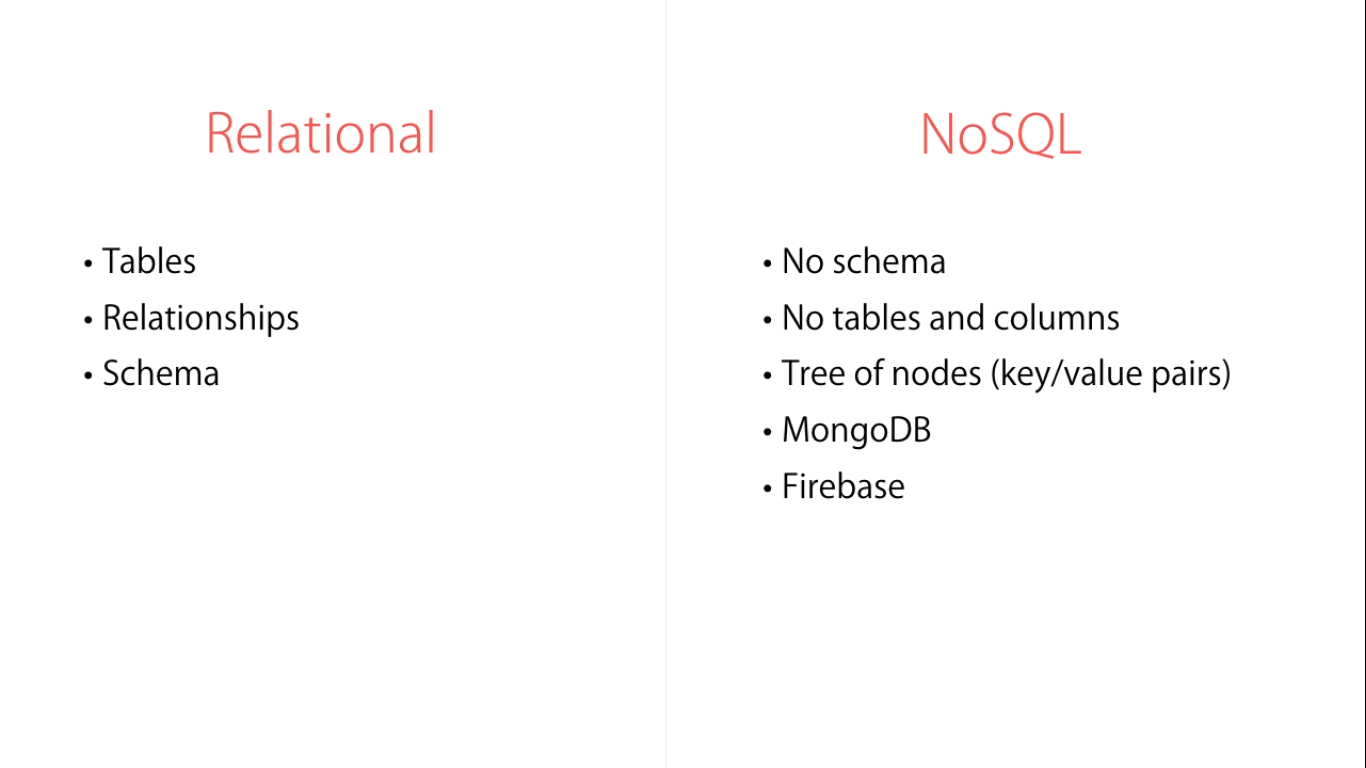 Relational
• Tables
• Relationships
• Schema
NoSQL
• No schema
• No tables and columns
• Tree of nodes (key/value pairs)
• MongoDB
• Firebase